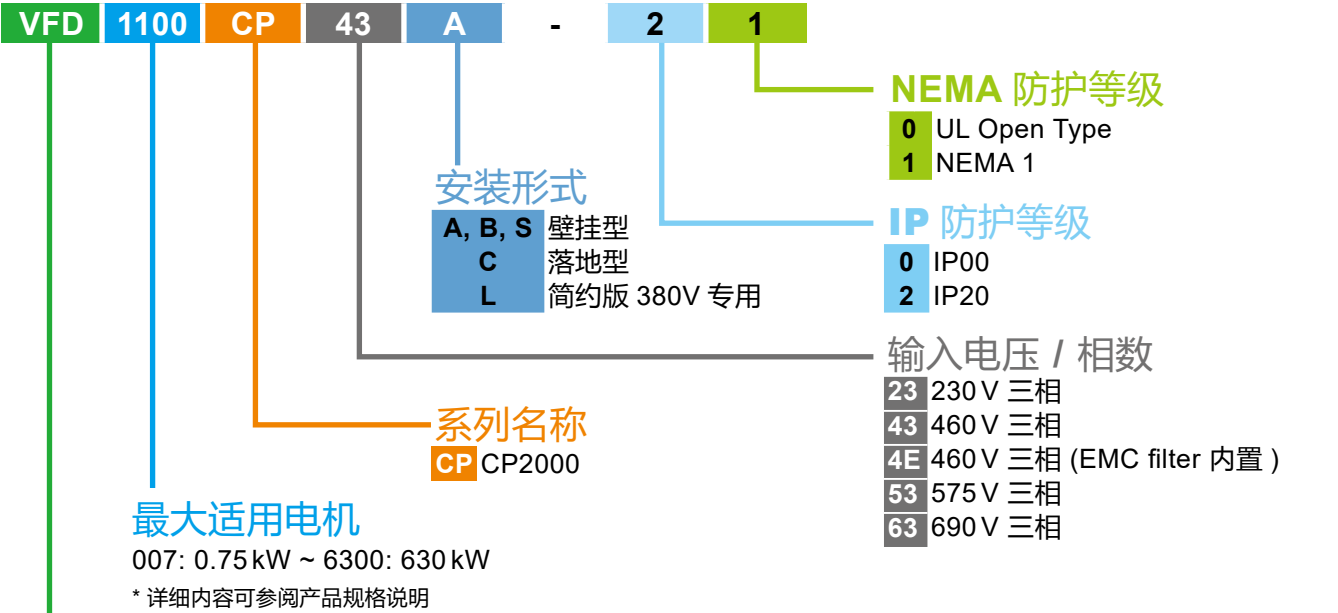 VFD 1100 CP 43 A - 2 1
NEMA 防护等级
0 UL Open Type
1 NEMA 1
安装形式
A, B, S 壁挂型
C 落地型
L 简约版 380V 专用
IP 防护等级
0 IP00
2 IP20
输入电压 / 相数
23 230V 三相
43 460V 三相
4E 460V 三相 (EMC filter 内置 )
53 575V 三相
63 690V 三相
系列名称
CP CP2000
最大适用电机
007: 0.75kW ~ 6300: 630kW
* 详细内容可参阅产品规格说明